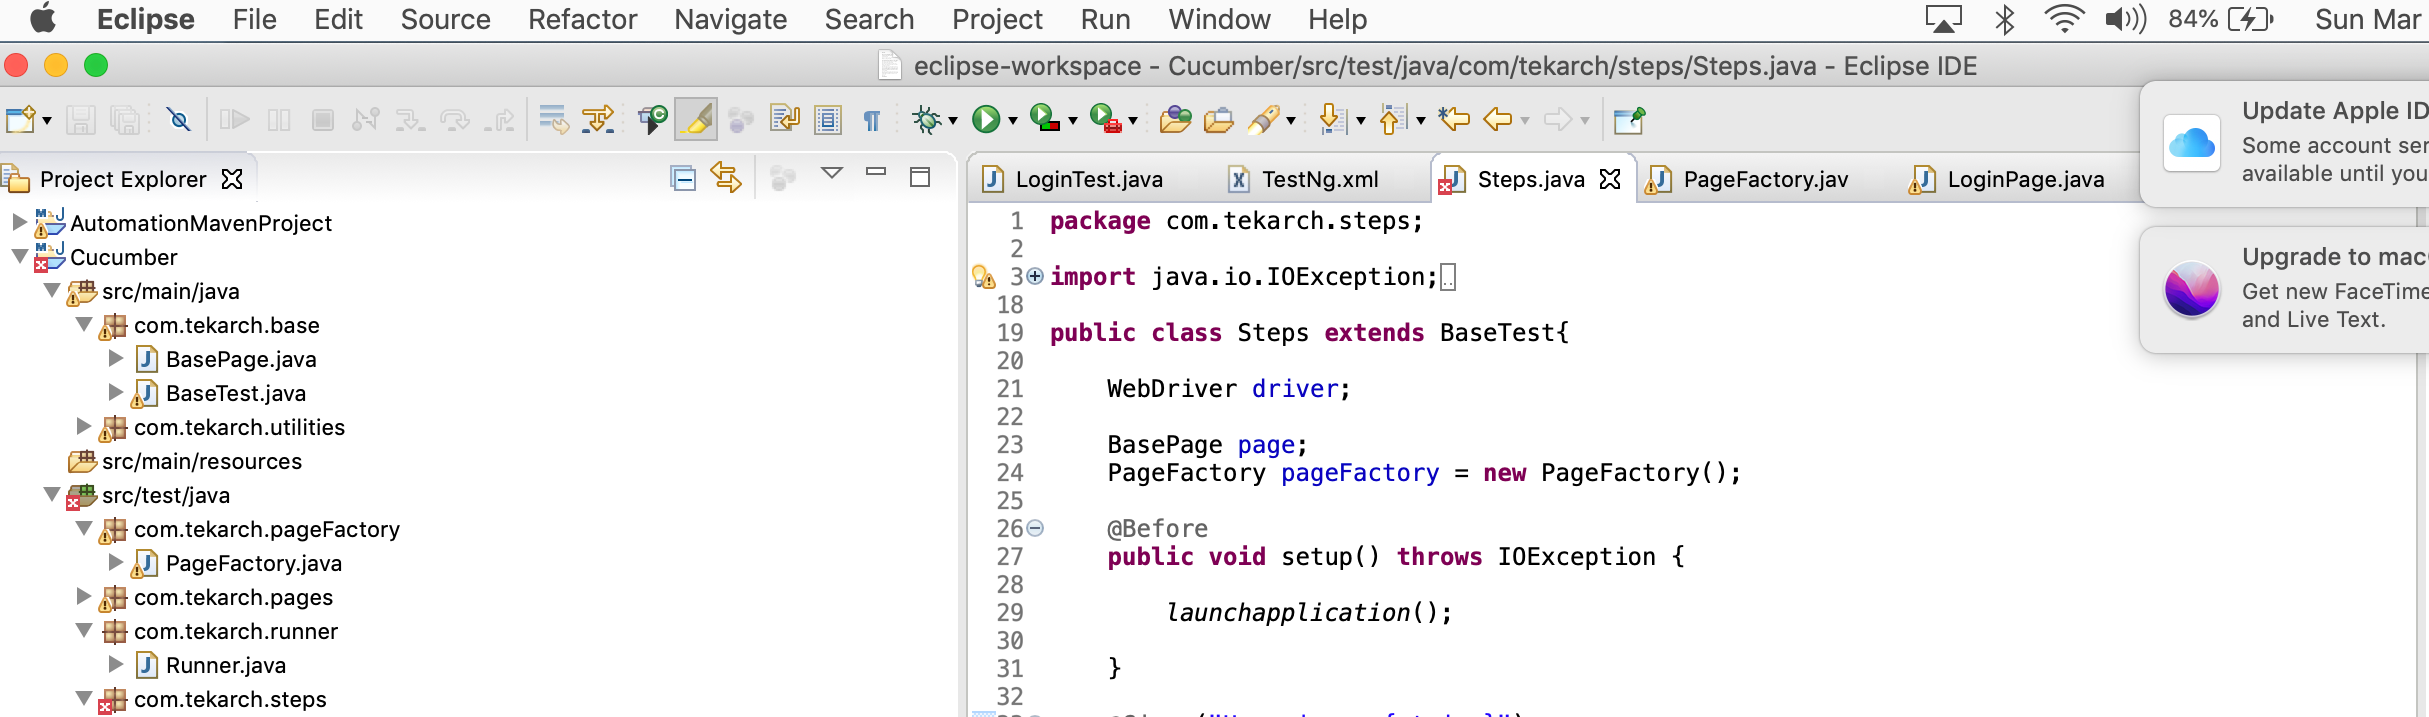 Eclipse File Edit Source Refactor Navigate Search Project Run Window Help 84% Sun Mar
eclipse-workspace - Cucumber/src/test/java/com/tekarch/steps/Steps.java - Eclipse IDE
Update Apple ID
Some account ser
available until you
Upgrade to mac
Get new FaceTime
and Live Text.
Project Explorer
AutomationMavenProject
Cucumber
src/main/java
com.tekarch.base
BasePage.java
BaseTest.java
com.tekarch.utilities
src/main/resources
src/test/java
com.tekarch.pageFactory
PageFactory.java
com.tekarch.pages
com.tekarch.runner
Runner.java
com.tekarch.steps
LoginTest.java TestNg.xml Steps.java PageFactory.jav LoginPage.java
1 package com.tekarch.steps;
2
3 import java.io.IOException;
18
19 public class Steps extends BaseTest{
20
21 WebDriver driver;
22
23 BasePage page;
24 PageFactory pageFactory = new PageFactory();
25
26 @Before
27 public void setup() throws IOException {
28
29 launchapplication();
30
31 }
32